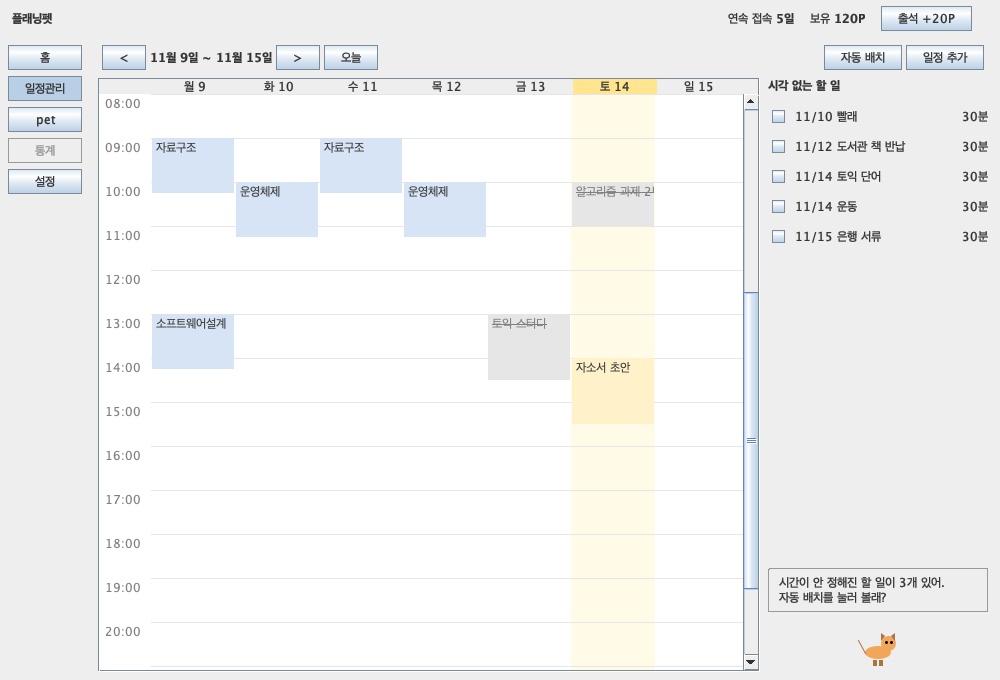 플래닝펫
연속 접속 5일 보유 120P 출석 +20P
홈
일정관리
pet
통계
설정
< 11월 9일 ~ 11월 15일 > 오늘
자동 배치 일정 추가
월 9 화 10 수 11 목 12 금 13 토 14 일 15
08:00
09:00 자료구조 자료구조
10:00 운영체제 운영체제 알고리즘 과제 2
11:00
12:00
13:00 소프트웨어설계 토익 스터디
14:00 자소서 초안
15:00
16:00
17:00
18:00
19:00
20:00
시각 없는 할 일
11/10 빨래 30분
11/12 도서관 책 반납 30분
11/14 토익 단어 30분
11/14 운동 30분
11/15 은행 서류 30분
시간이 안 정해진 할 일이 3개 있어.
자동 배치를 눌러 볼래?